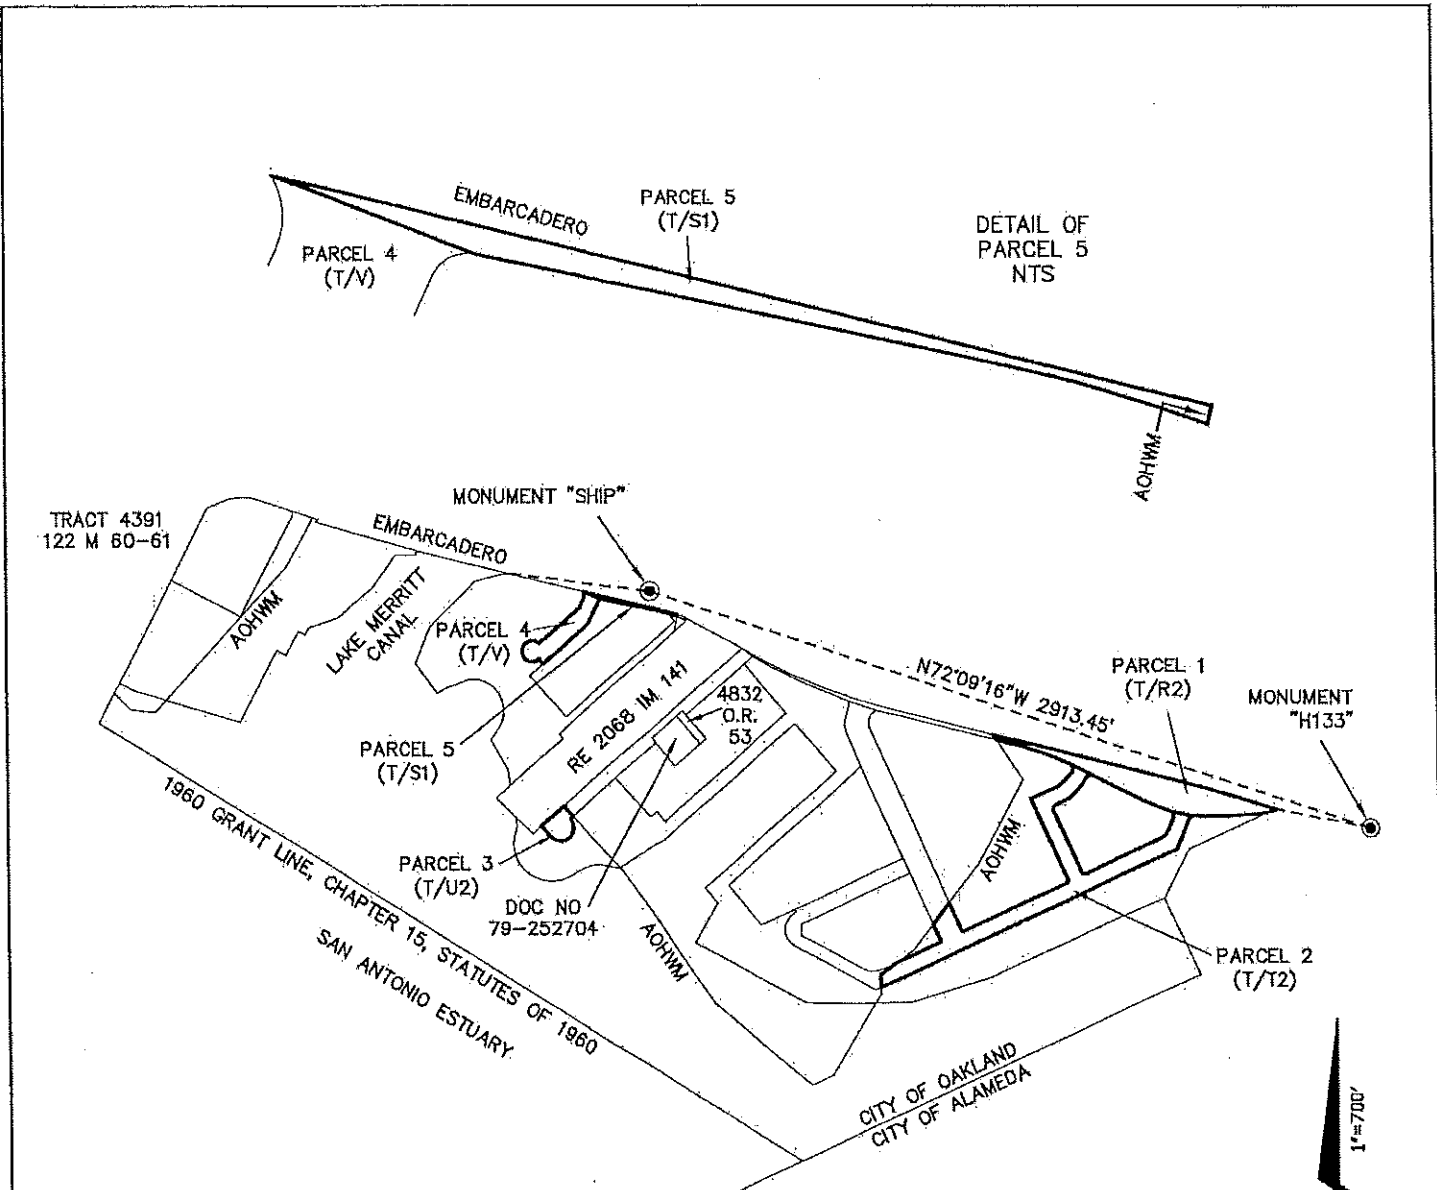 EMBARCADERO
PARCEL 5
(T/S1)
DETAIL OF
PARCEL 5
NTS
PARCEL 4
(T/V)
AOHWM
MONUMENT "SHIP"
TRACT 4391
122 M 60-61
EMBARCADERO
AOHWM
LAKE MERRITT
CANAL
PARCEL 4
(T/V)
N72°09'16"W 2913.45'
PARCEL 1
(T/R2)
MONUMENT
"H133"
RE 2068 IM 141
4832
O.R.
53
PARCEL 5
(T/S1)
1960 GRANT LINE, CHAPTER 15, STATUTES OF 1960
SAN ANTONIO ESTUARY
PARCEL 3
(T/U2)
DOC NO
79-252704
AOHWM
AOHWM
PARCEL 2
(T/T2)
CITY OF OAKLAND
CITY OF ALAMEDA
1"=700'